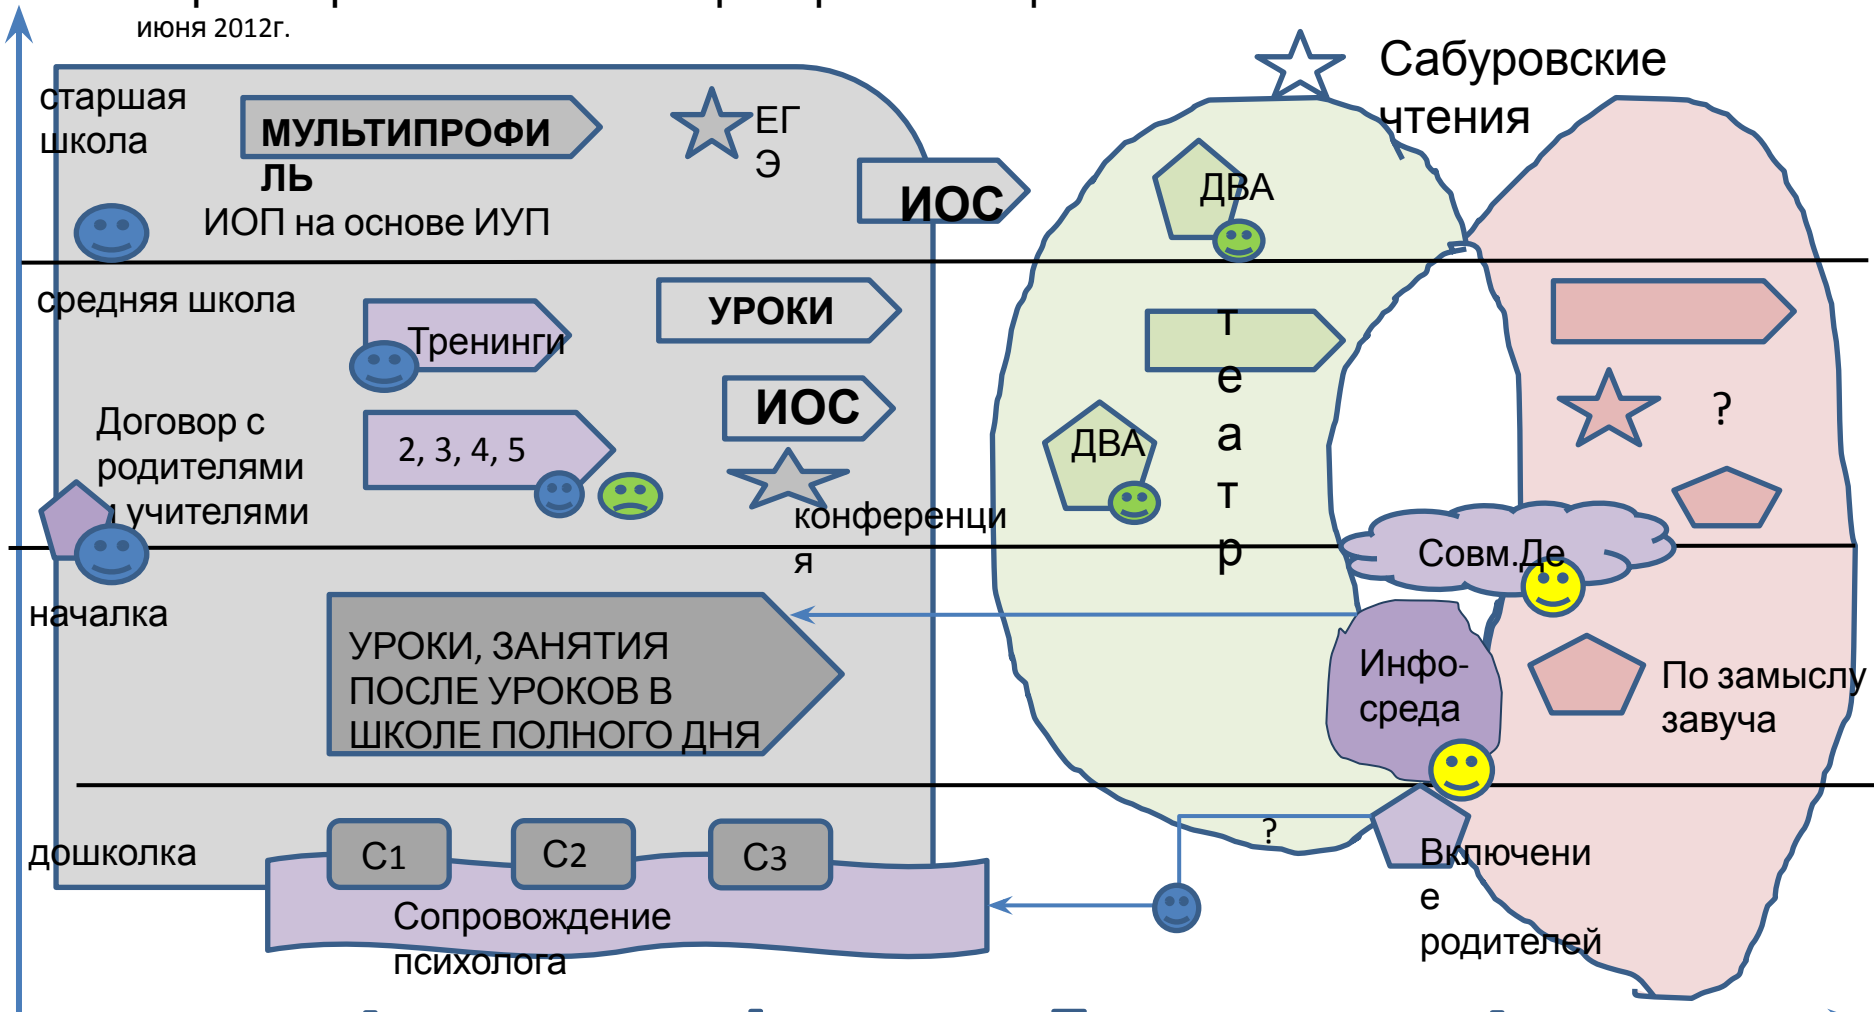 июня 2012г.
Сабуровские
чтения
старшая
школа
МУЛЬТИПРОФИ
ЛЬ
ЕГ
Э
ИОС
ДВА
ИОП на основе ИУП
средняя школа
УРОКИ
Тренинги
театр
ИОС
?
Договор с
родителями
учителями
2, 3, 4, 5
ДВА
конференци
я
Совм.Де
началка
УРОКИ, ЗАНЯТИЯ
ПОСЛЕ УРОКОВ В
ШКОЛЕ ПОЛНОГО ДНЯ
Инфо-
среда
По замыслу
завуча
дошколка
С1
С2
С3
?
Включени
е
родителей
Сопровождение
психолога